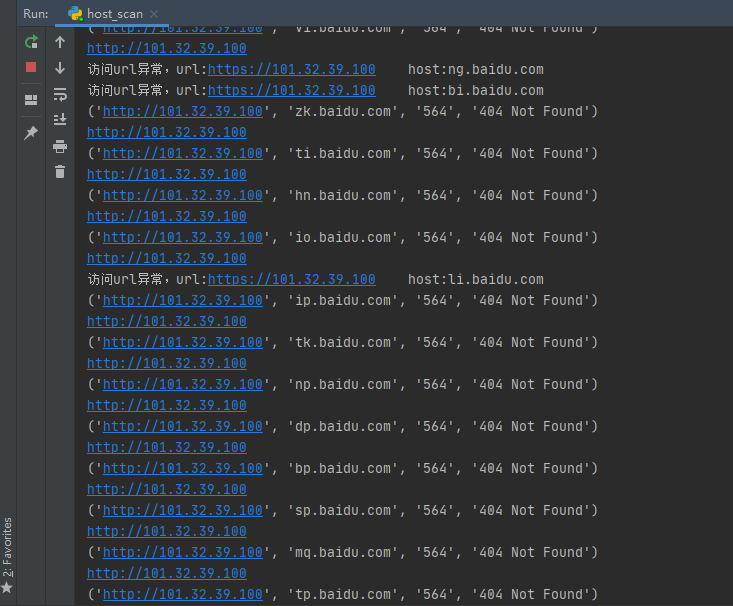 Run: host_scan
('http://101.32.39.100', 'vi.baidu.com', '564', '404 Not Found')
http://101.32.39.100
访问url异常，url:https://101.32.39.100 host:ng.baidu.com
访问url异常，url:https://101.32.39.100 host:bi.baidu.com
('http://101.32.39.100', 'zk.baidu.com', '564', '404 Not Found')
http://101.32.39.100
('http://101.32.39.100', 'ti.baidu.com', '564', '404 Not Found')
http://101.32.39.100
('http://101.32.39.100', 'hn.baidu.com', '564', '404 Not Found')
http://101.32.39.100
('http://101.32.39.100', 'io.baidu.com', '564', '404 Not Found')
http://101.32.39.100
访问url异常，url:https://101.32.39.100 host:li.baidu.com
('http://101.32.39.100', 'ip.baidu.com', '564', '404 Not Found')
http://101.32.39.100
('http://101.32.39.100', 'tk.baidu.com', '564', '404 Not Found')
http://101.32.39.100
('http://101.32.39.100', 'np.baidu.com', '564', '404 Not Found')
http://101.32.39.100
('http://101.32.39.100', 'dp.baidu.com', '564', '404 Not Found')
http://101.32.39.100
('http://101.32.39.100', 'bp.baidu.com', '564', '404 Not Found')
http://101.32.39.100
('http://101.32.39.100', 'sp.baidu.com', '564', '404 Not Found')
http://101.32.39.100
('http://101.32.39.100', 'mq.baidu.com', '564', '404 Not Found')
http://101.32.39.100
('http://101.32.39.100', 'tp.baidu.com', '564', '404 Not Found')
2: Favorites